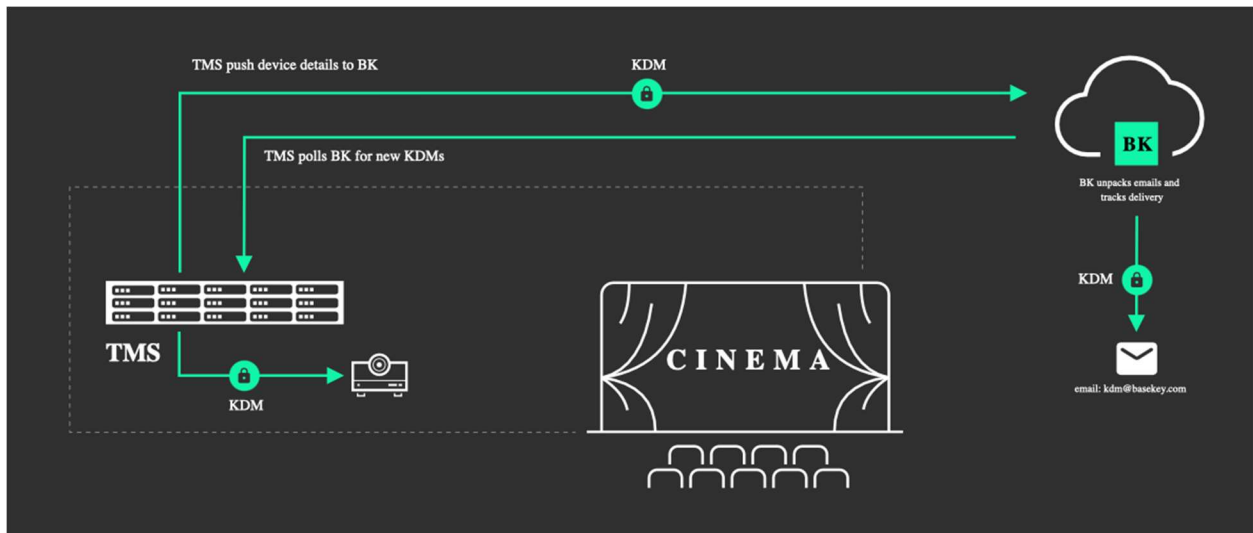 TMS push device details to BK
KDM
TMS polls BK for new KDMs
BK
BK unpacks emails and
tracks delivery
KDM
TMS
CINEMA
KDM
email: kdm@basekey.com